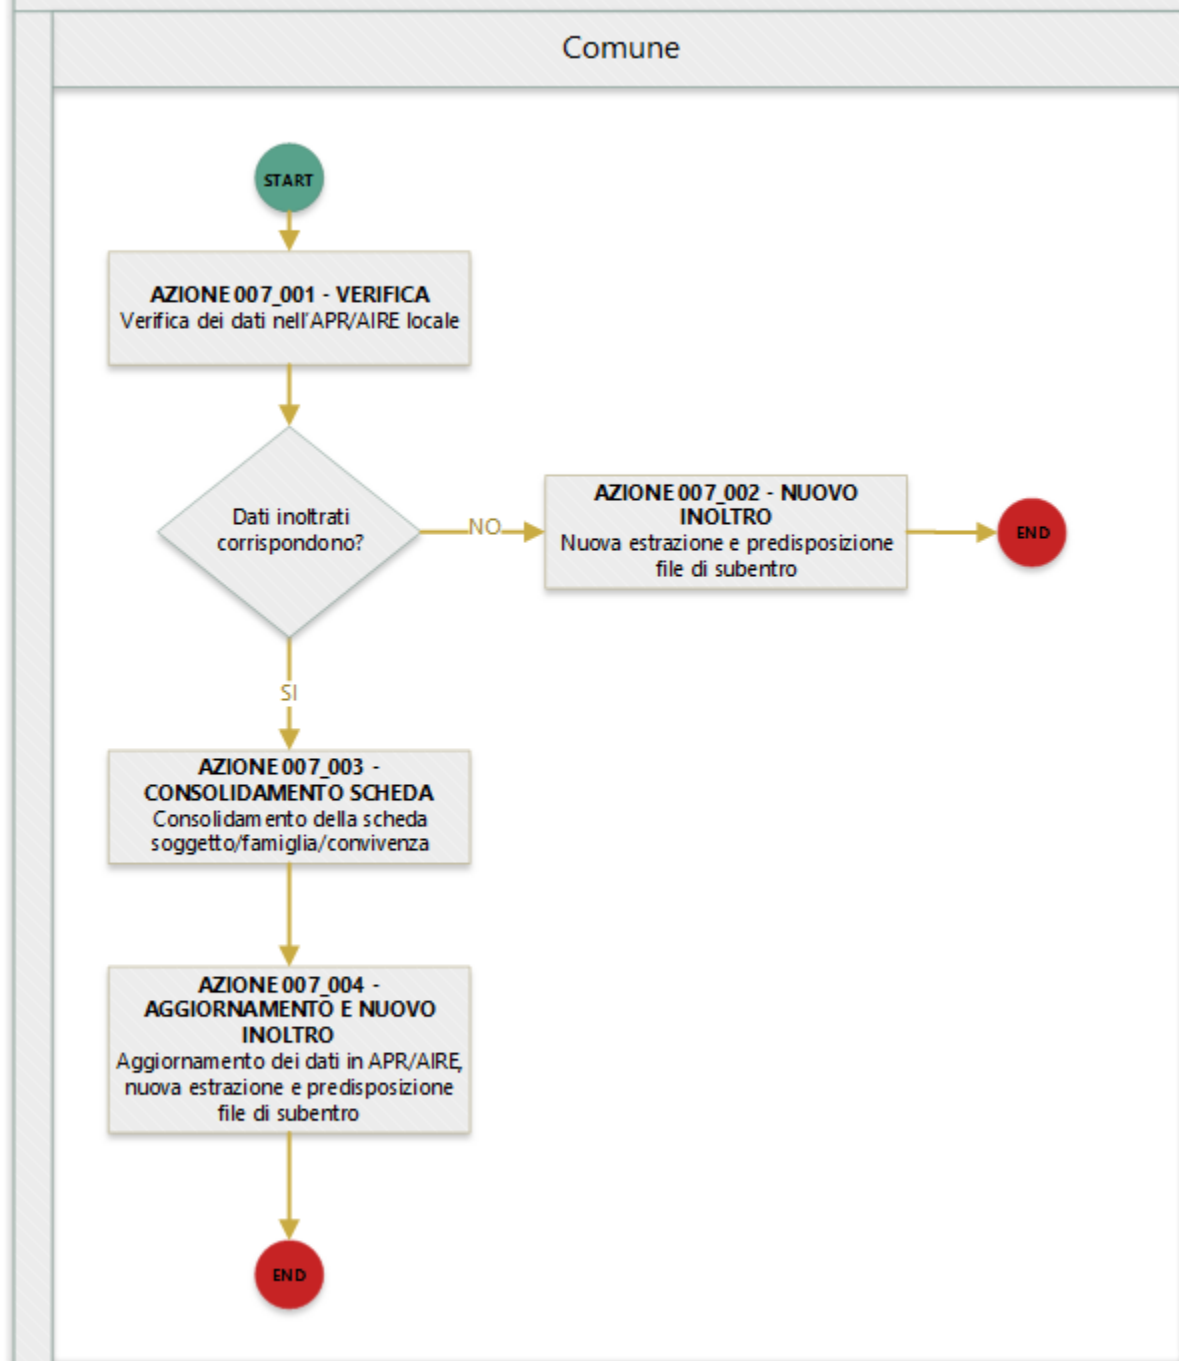 Comune
START
AZIONE 007_001 - VERIFICA
Verifica dei dati nell'APR/AIRE locale
Dati inoltrati
corrispondono?
NO
AZIONE 007_002 - NUOVO
INOLTRO
Nuova estrazione e predisposizione
file di subentro
END
SI
AZIONE 007_003 -
CONSOLIDAMENTO SCHEDA
Consolidamento della scheda
soggetto/famiglia/convivenza
AZIONE 007_004 -
AGGIORNAMENTO E NUOVO
INOLTRO
Aggiornamento dei dati in APR/AIRE,
nuova estrazione e predisposizione
file di subentro
END